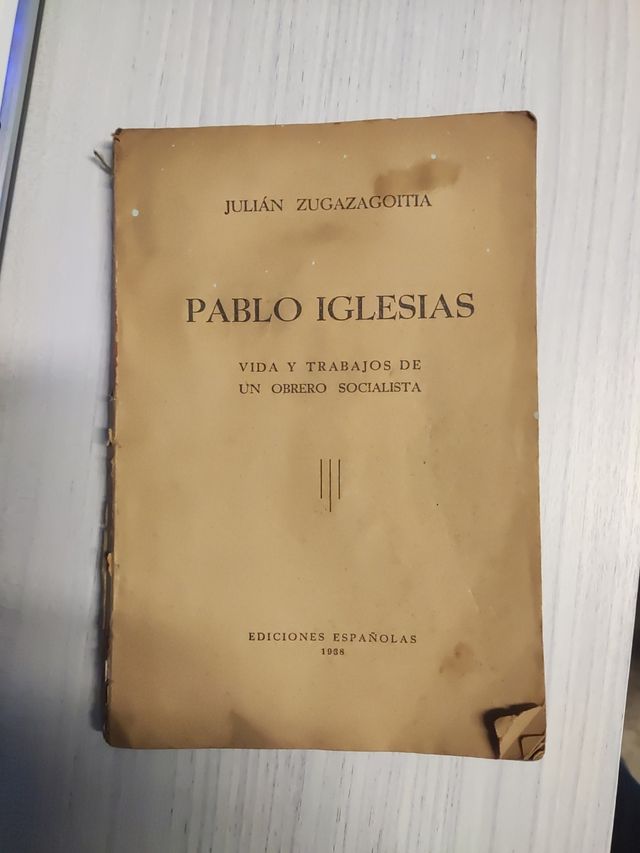 JULIÁN ZUGAZAGOITIA
PABLO IGLESIAS
VIDA Y TRABAJOS DE
UN OBRERO SOCIALISTA
EDICIONES ESPAÑOLAS
1938